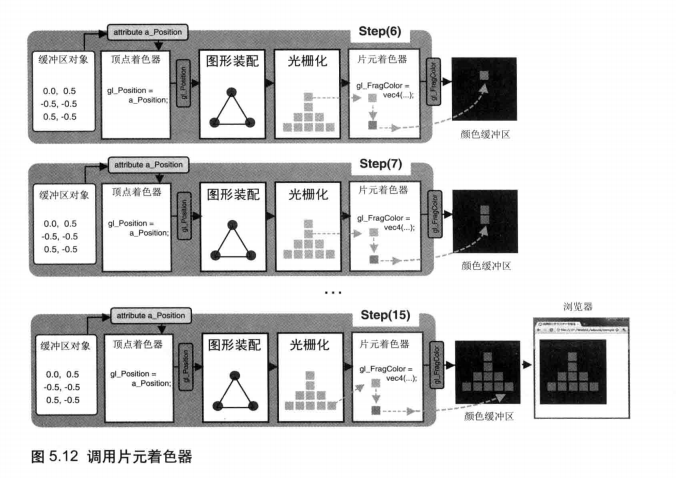 Step(6)
attribute a_Position
缓冲区对象
0.0, 0.5
-0.5, -0.5
0.5, -0.5
顶点着色器
gl_Position =
a_Position;
gl_Position
图形装配
光栅化
片元着色器
gl_FragColor =
vec4(...);
gl_FragColor
颜色缓冲区
Step(7)
attribute a_Position
缓冲区对象
0.0, 0.5
-0.5, -0.5
0.5, -0.5
顶点着色器
gl_Position =
a_Position;
gl_Position
图形装配
光栅化
片元着色器
gl_FragColor =
vec4(...);
gl_FragColor
颜色缓冲区
...
Step(15)
attribute a_Position
缓冲区对象
0.0, 0.5
-0.5, -0.5
0.5, -0.5
顶点着色器
gl_Position =
a_Position;
gl_Position
图形装配
光栅化
片元着色器
gl_FragColor =
vec4(...);
gl_FragColor
颜色缓冲区
浏览器
图 5.12 调用片元着色器